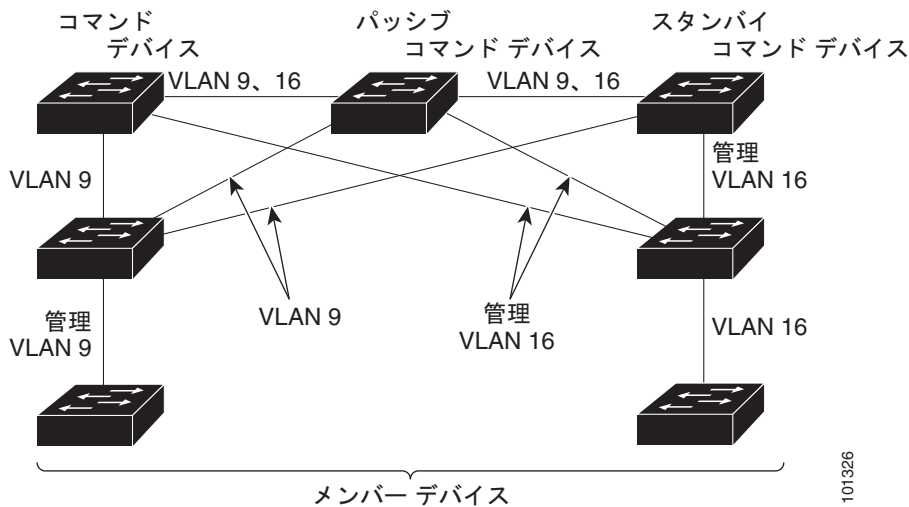 コマンド
デバイス
パッシブ
コマンド デバイス
スタンバイ
コマンド デバイス
VLAN 9、16
VLAN 9、16
VLAN 9
管理
VLAN 16
VLAN 9
管理
VLAN 16
管理
VLAN 9
VLAN 16
メンバー デバイス
101326